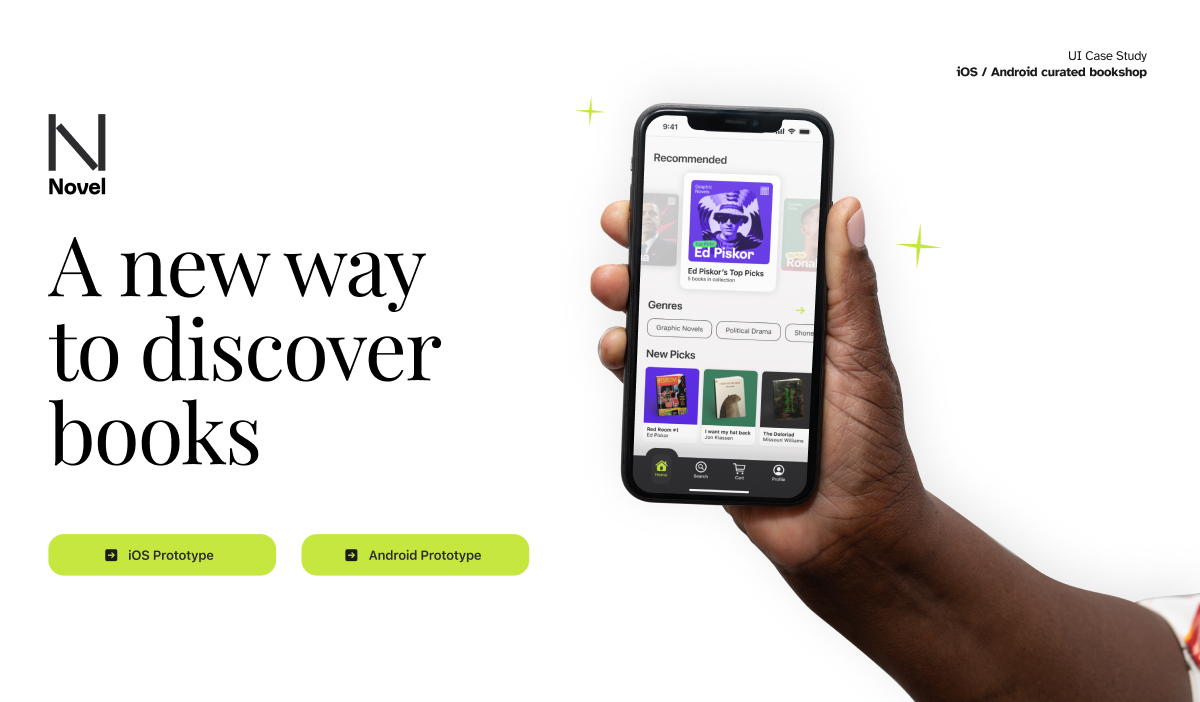 UI Case Study
iOS / Android curated bookshop
Novel
A new way
to discover
books
iOS Prototype
Android Prototype
9:41
Recommended
Graphic
Novels
Ed Piskor
Ed Piskor's Top Picks
5 books in collection
Genres
Graphic Novels
Political Drama
Shone
New Picks
Red Room #1
Ed Piskor
I want my hat back
Jon Klassen
The Doloriad
Missouri Williams
Home
Search
Cart
Profile